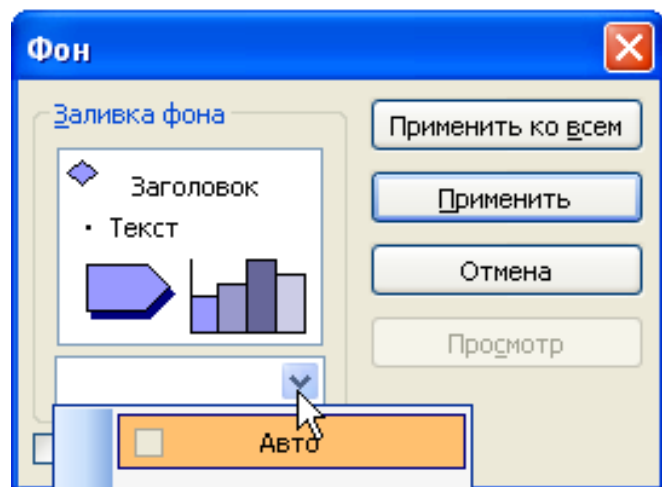 Фон
Заливка фона
Заголовок
· Текст
Применить ко всем
Применить
Отмена
Просмотр
Авто